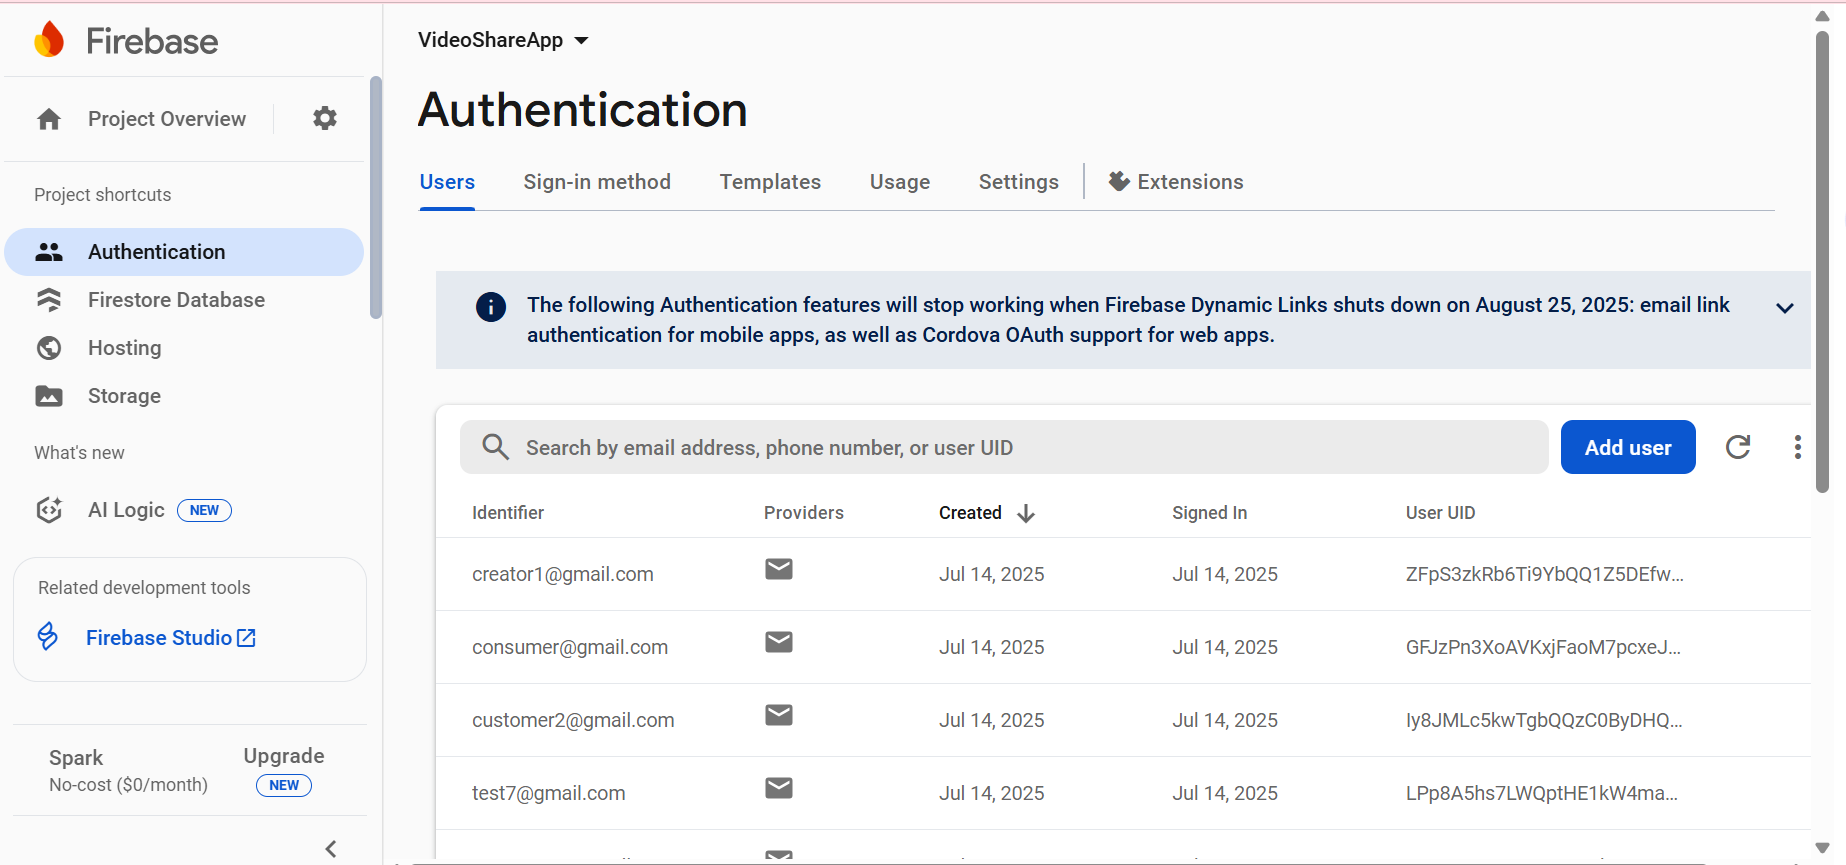 Firebase
Project Overview
Project shortcuts
Authentication
Firestore Database
Hosting
Storage
What's new
AI Logic NEW
Related development tools
Firebase Studio
Spark
No-cost ($0/month)
Upgrade
NEW
VideoShareApp
Authentication
Users Sign-in method Templates Usage Settings Extensions
The following Authentication features will stop working when Firebase Dynamic Links shuts down on August 25, 2025: email link
authentication for mobile apps, as well as Cordova OAuth support for web apps.
Search by email address, phone number, or user UID Add user
Identifier Providers Created Signed In User UID
creator1@gmail.com Jul 14, 2025 Jul 14, 2025 ZFpS3zkRb6Ti9YbQQ1Z5DEfw...
consumer@gmail.com Jul 14, 2025 Jul 14, 2025 GFJzPn3XoAVKxjFaoM7pcxeJ...
customer2@gmail.com Jul 14, 2025 Jul 14, 2025 Iy8JMLc5kwTgbQQzC0ByDHQ...
test7@gmail.com Jul 14, 2025 Jul 14, 2025 LPp8A5hs7LWQptHE1kW4ma...